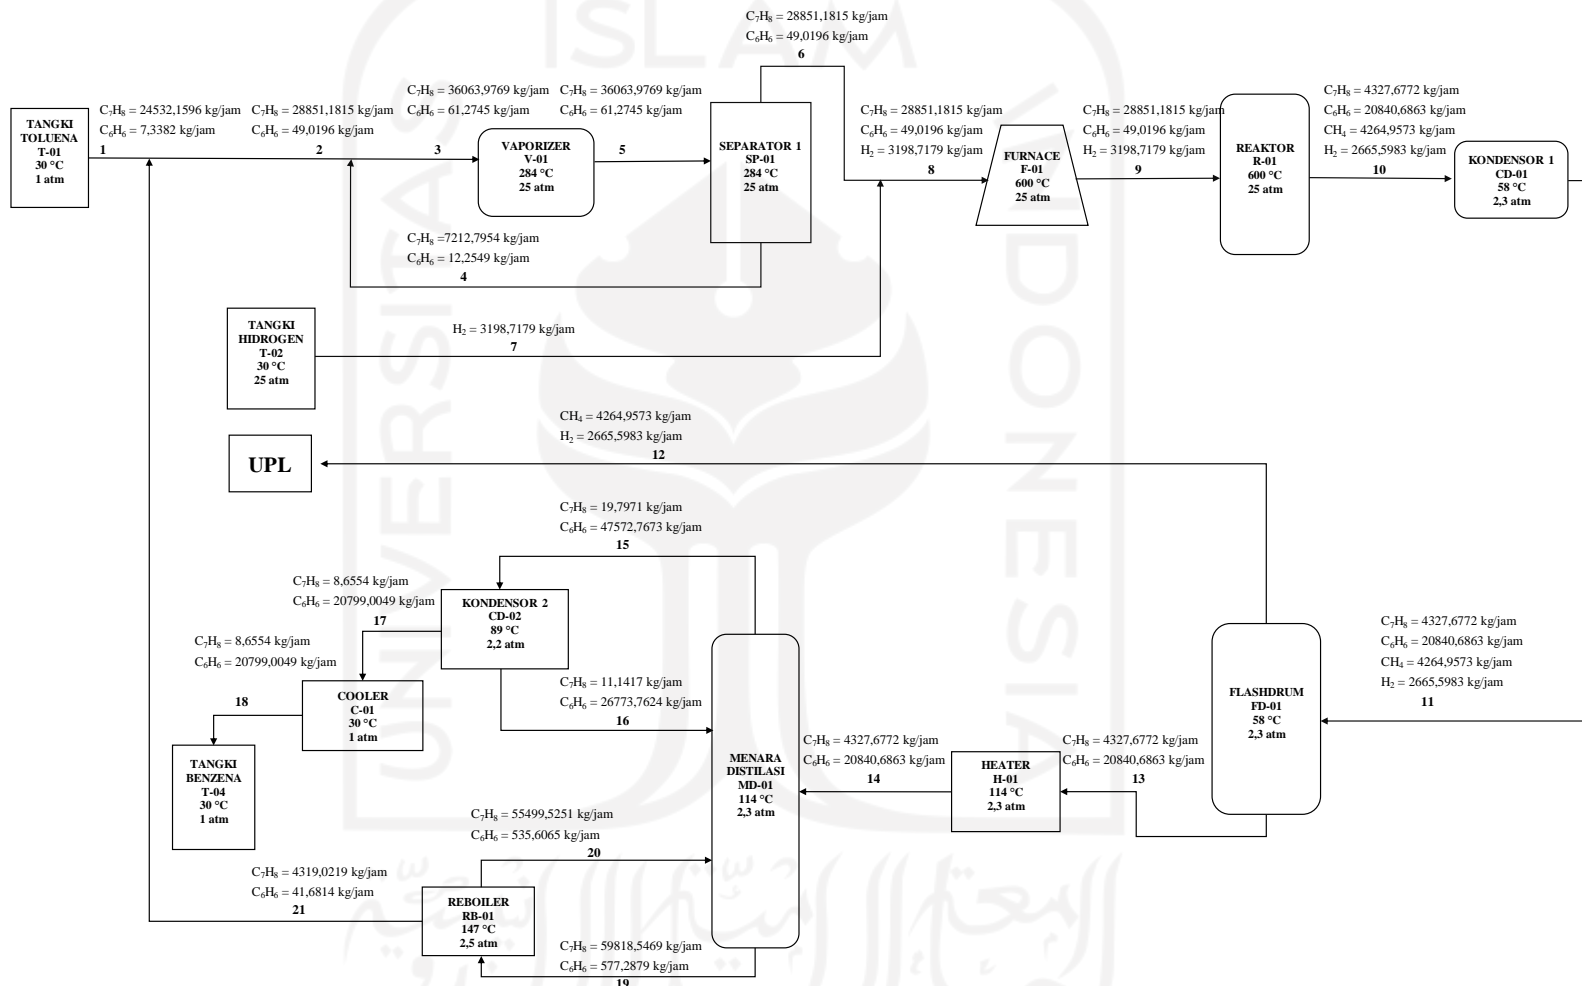 ISLAM
UNIVERSITAS
INDONESIA
C₇H₈ = 28851,1815 kg/jam
C₆H₆ = 49,0196 kg/jam
6
TANGKI
TOLUENA
T-01
30 °C
1 atm
C₇H₈ = 24532,1596 kg/jam
C₆H₆ = 7,3382 kg/jam
1
C₇H₈ = 28851,1815 kg/jam
C₆H₆ = 49,0196 kg/jam
2
C₇H₈ = 36063,9769 kg/jam
C₆H₆ = 61,2745 kg/jam
3
VAPORIZER
V-01
284 °C
25 atm
C₇H₈ = 36063,9769 kg/jam
C₆H₆ = 61,2745 kg/jam
5
SEPARATOR 1
SP-01
284 °C
25 atm
C₇H₈ = 28851,1815 kg/jam
C₆H₆ = 49,0196 kg/jam
H₂ = 3198,7179 kg/jam
8
FURNACE
F-01
600 °C
25 atm
C₇H₈ = 28851,1815 kg/jam
C₆H₆ = 49,0196 kg/jam
H₂ = 3198,7179 kg/jam
9
REAKTOR
R-01
600 °C
25 atm
C₇H₈ = 4327,6772 kg/jam
C₆H₆ = 20840,6863 kg/jam
CH₄ = 4264,9573 kg/jam
H₂ = 2665,5983 kg/jam
10
KONDENSOR 1
CD-01
58 °C
2,3 atm
C₇H₈ =7212,7954 kg/jam
C₆H₆ = 12,2549 kg/jam
4
TANGKI
HIDROGEN
T-02
30 °C
25 atm
H₂ = 3198,7179 kg/jam
7
UPL
CH₄ = 4264,9573 kg/jam
H₂ = 2665,5983 kg/jam
12
C₇H₈ = 19,7971 kg/jam
C₆H₆ = 47572,7673 kg/jam
15
C₇H₈ = 8,6554 kg/jam
C₆H₆ = 20799,0049 kg/jam
17
KONDENSOR 2
CD-02
89 °C
2,2 atm
C₇H₈ = 8,6554 kg/jam
C₆H₆ = 20799,0049 kg/jam
18
COOLER
C-01
30 °C
1 atm
C₇H₈ = 11,1417 kg/jam
C₆H₆ = 26773,7624 kg/jam
16
TANGKI
BENZENA
T-04
30 °C
1 atm
MENARA
DISTILASI
MD-01
114 °C
2,3 atm
C₇H₈ = 4327,6772 kg/jam
C₆H₆ = 20840,6863 kg/jam
14
HEATER
H-01
114 °C
2,3 atm
C₇H₈ = 4327,6772 kg/jam
C₆H₆ = 20840,6863 kg/jam
13
FLASHDRUM
FD-01
58 °C
2,3 atm
C₇H₈ = 4327,6772 kg/jam
C₆H₆ = 20840,6863 kg/jam
CH₄ = 4264,9573 kg/jam
H₂ = 2665,5983 kg/jam
11
C₇H₈ = 55499,5251 kg/jam
C₆H₆ = 535,6065 kg/jam
20
C₇H₈ = 4319,0219 kg/jam
C₆H₆ = 41,6814 kg/jam
21
REBOILER
RB-01
147 °C
2,5 atm
C₇H₈ = 59818,5469 kg/jam
C₆H₆ = 577,2879 kg/jam
19